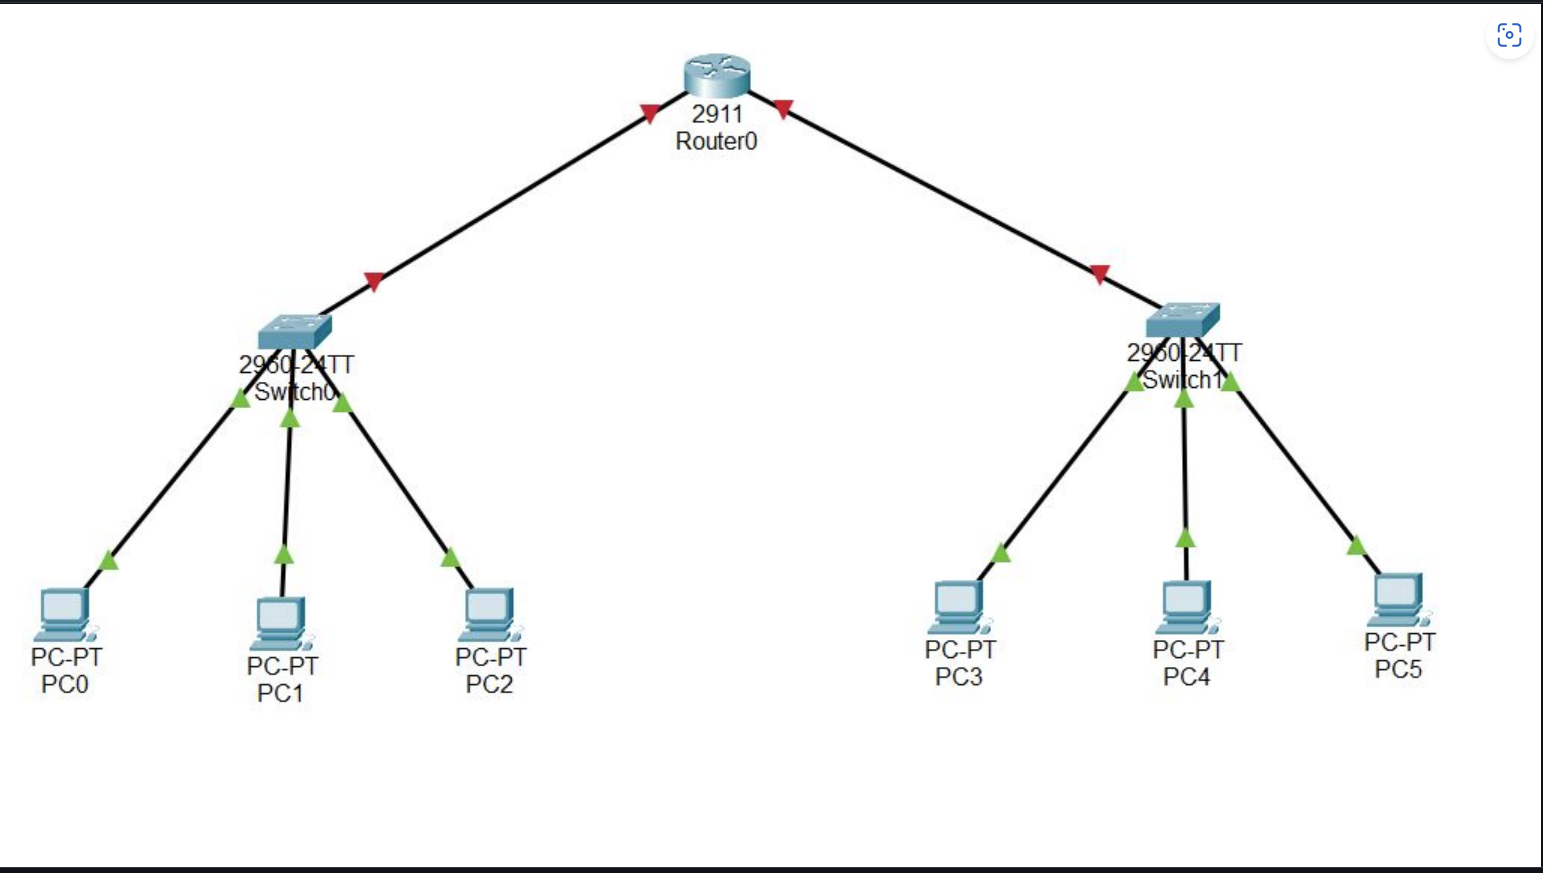 2911
Router0
2960-24TT
Switch0
2960-24TT
Switch1
PC-PT
PC0
PC-PT
PC1
PC-PT
PC2
PC-PT
PC3
PC-PT
PC4
PC-PT
PC5